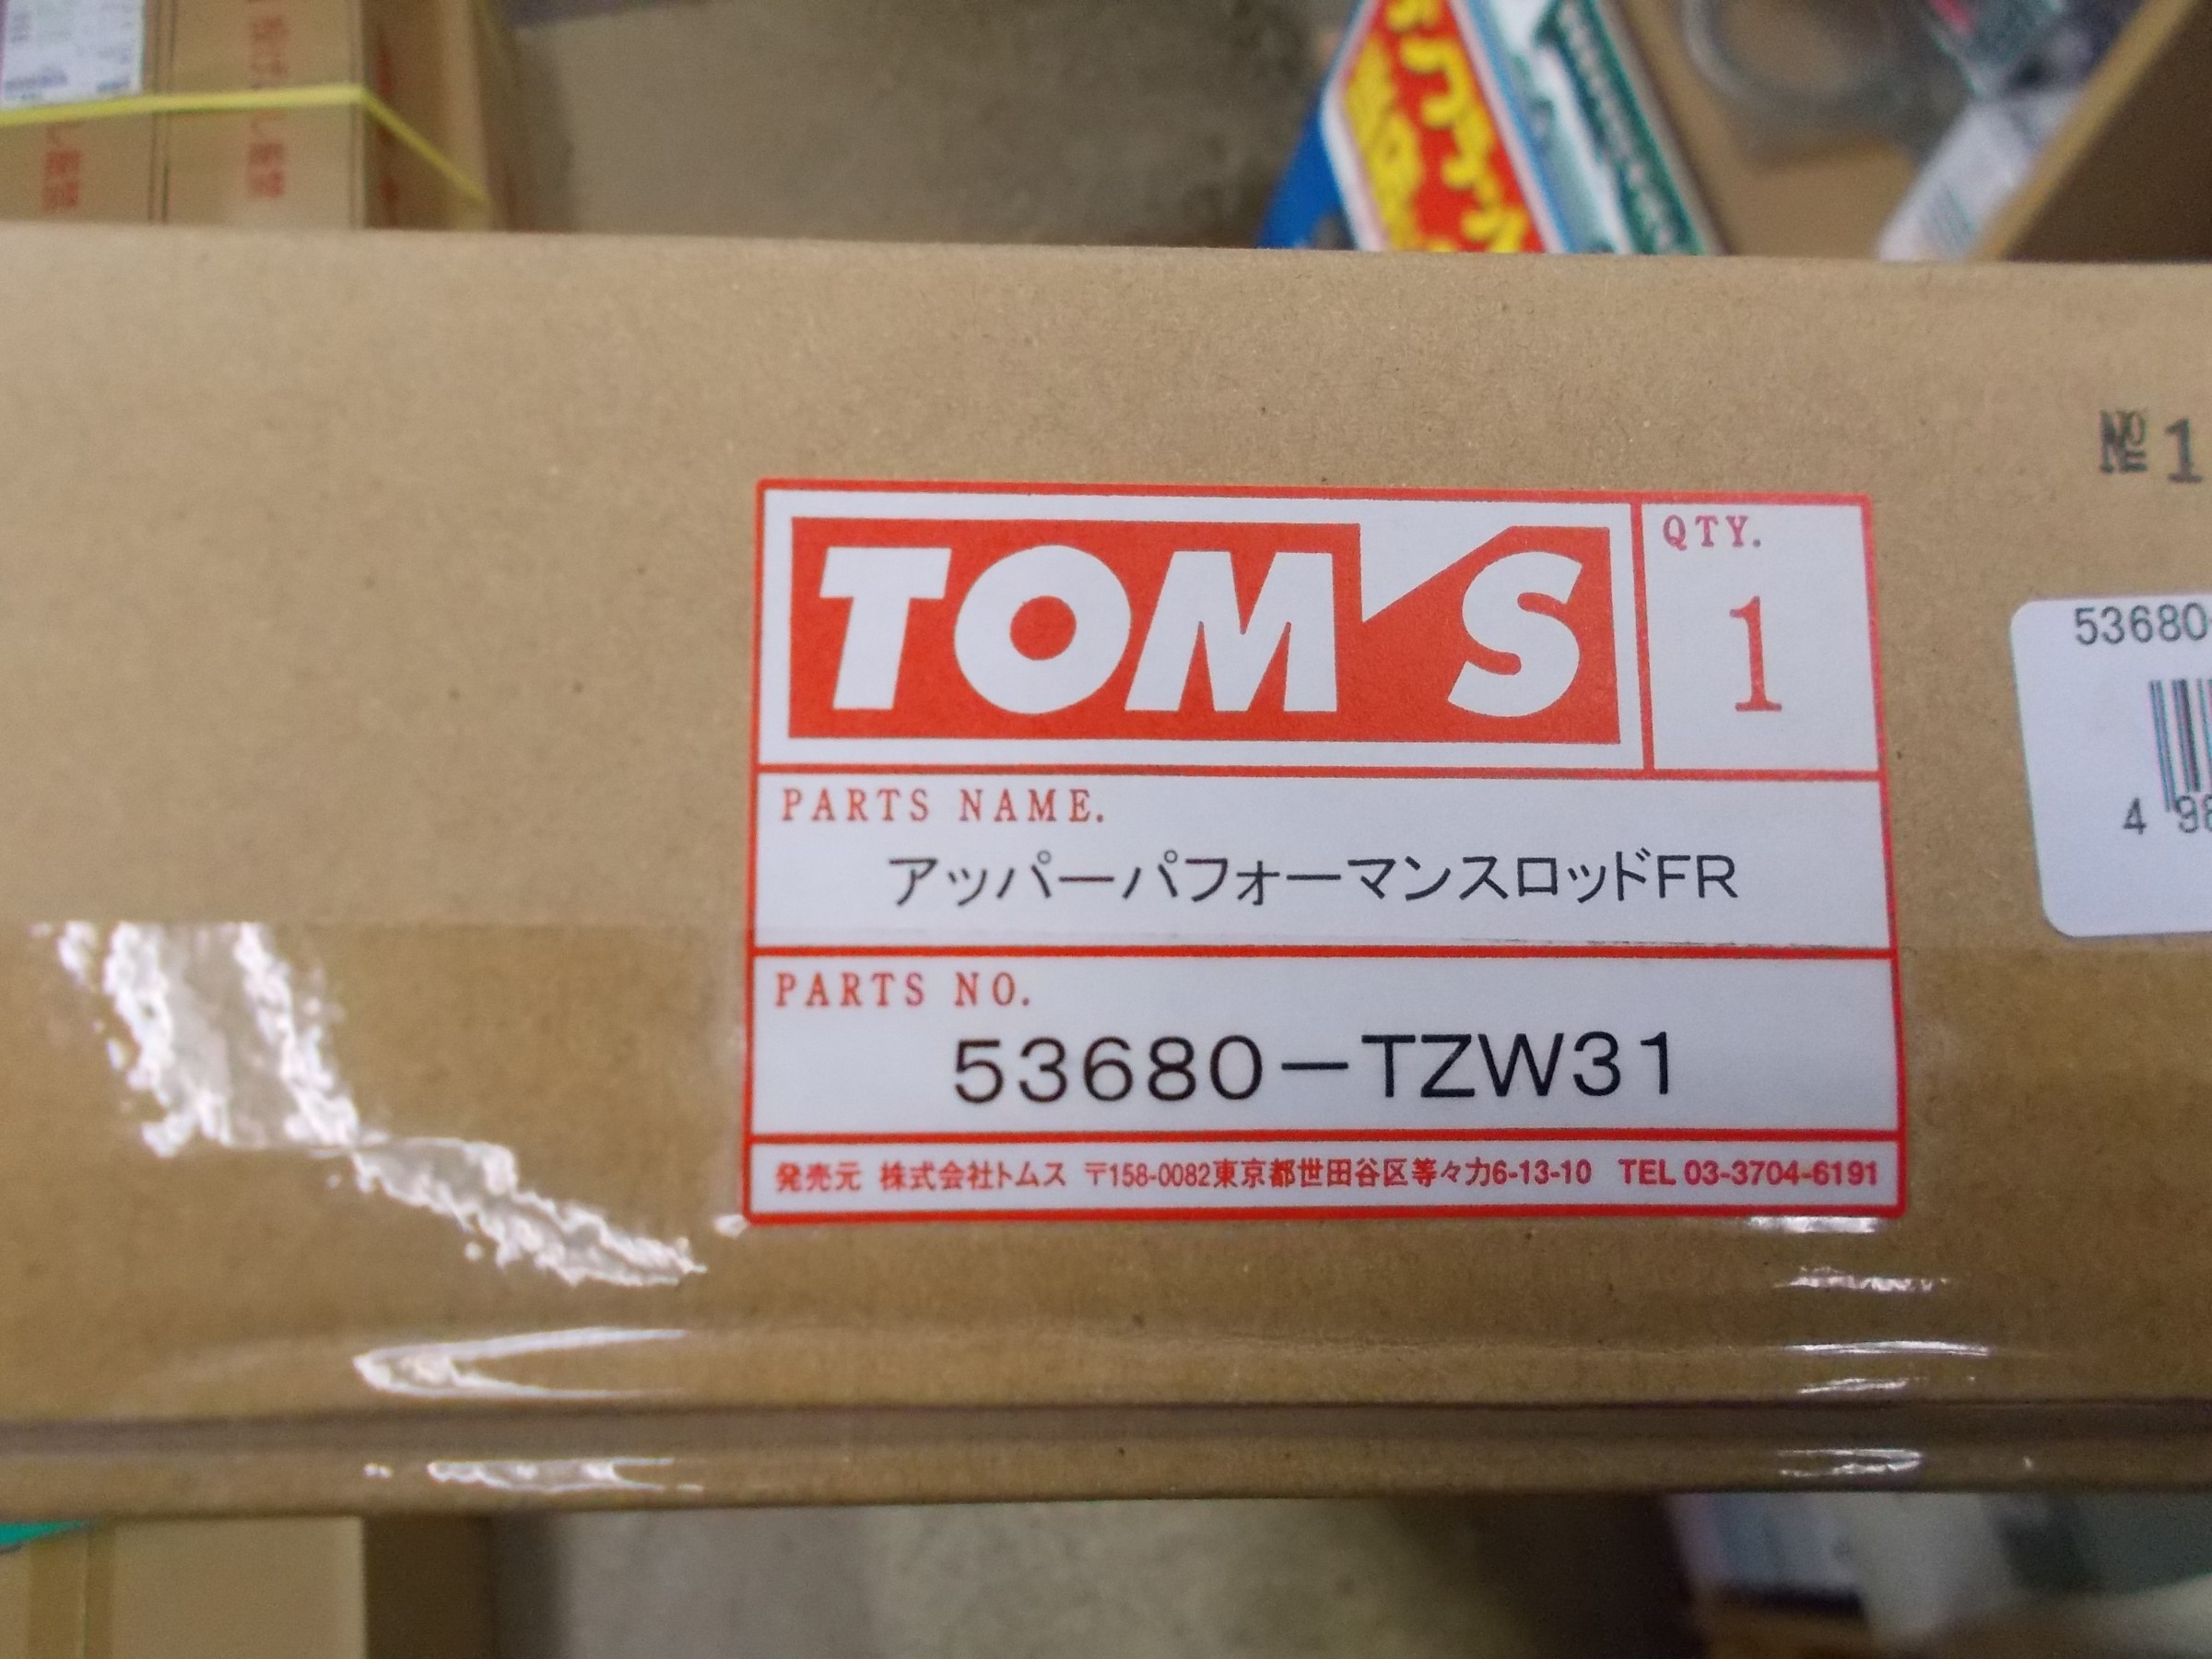 №1
TOM'S
QTY.
1
53680
4 98
PARTS NAME.
アッパーパフォーマンスロッドFR
PARTS NO.
53680-TZW31
発売元 株式会社トムス 〒158-0082東京都世田谷区等々力6-13-10 TEL 03-3704-6191